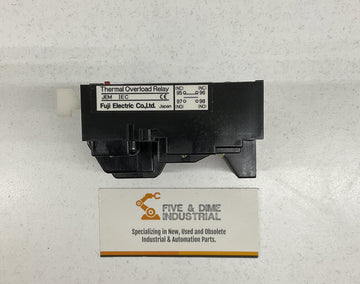 Thermal Overload Relay
JEM IEC CE
Fuji Electric Co,Ltd. Japan
(NC) (NC)
95 96
97 98
(NO) (NO)
FIVE & DIME
INDUSTRIAL
Specializing in New, Used and Obsolete
Industrial & Automation Parts.